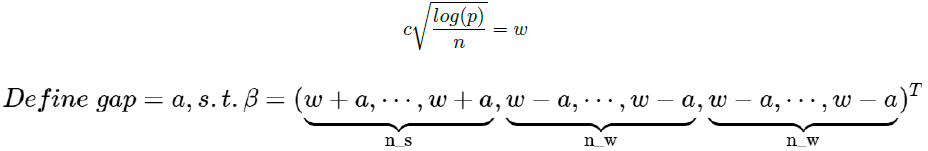 c√(log(p)/n) = w
Define gap = a, s.t. β = (w + a, ⋯, w + a, w − a, ⋯, w − a, w − a, ⋯, w − a)^T
n_s n_w n_w